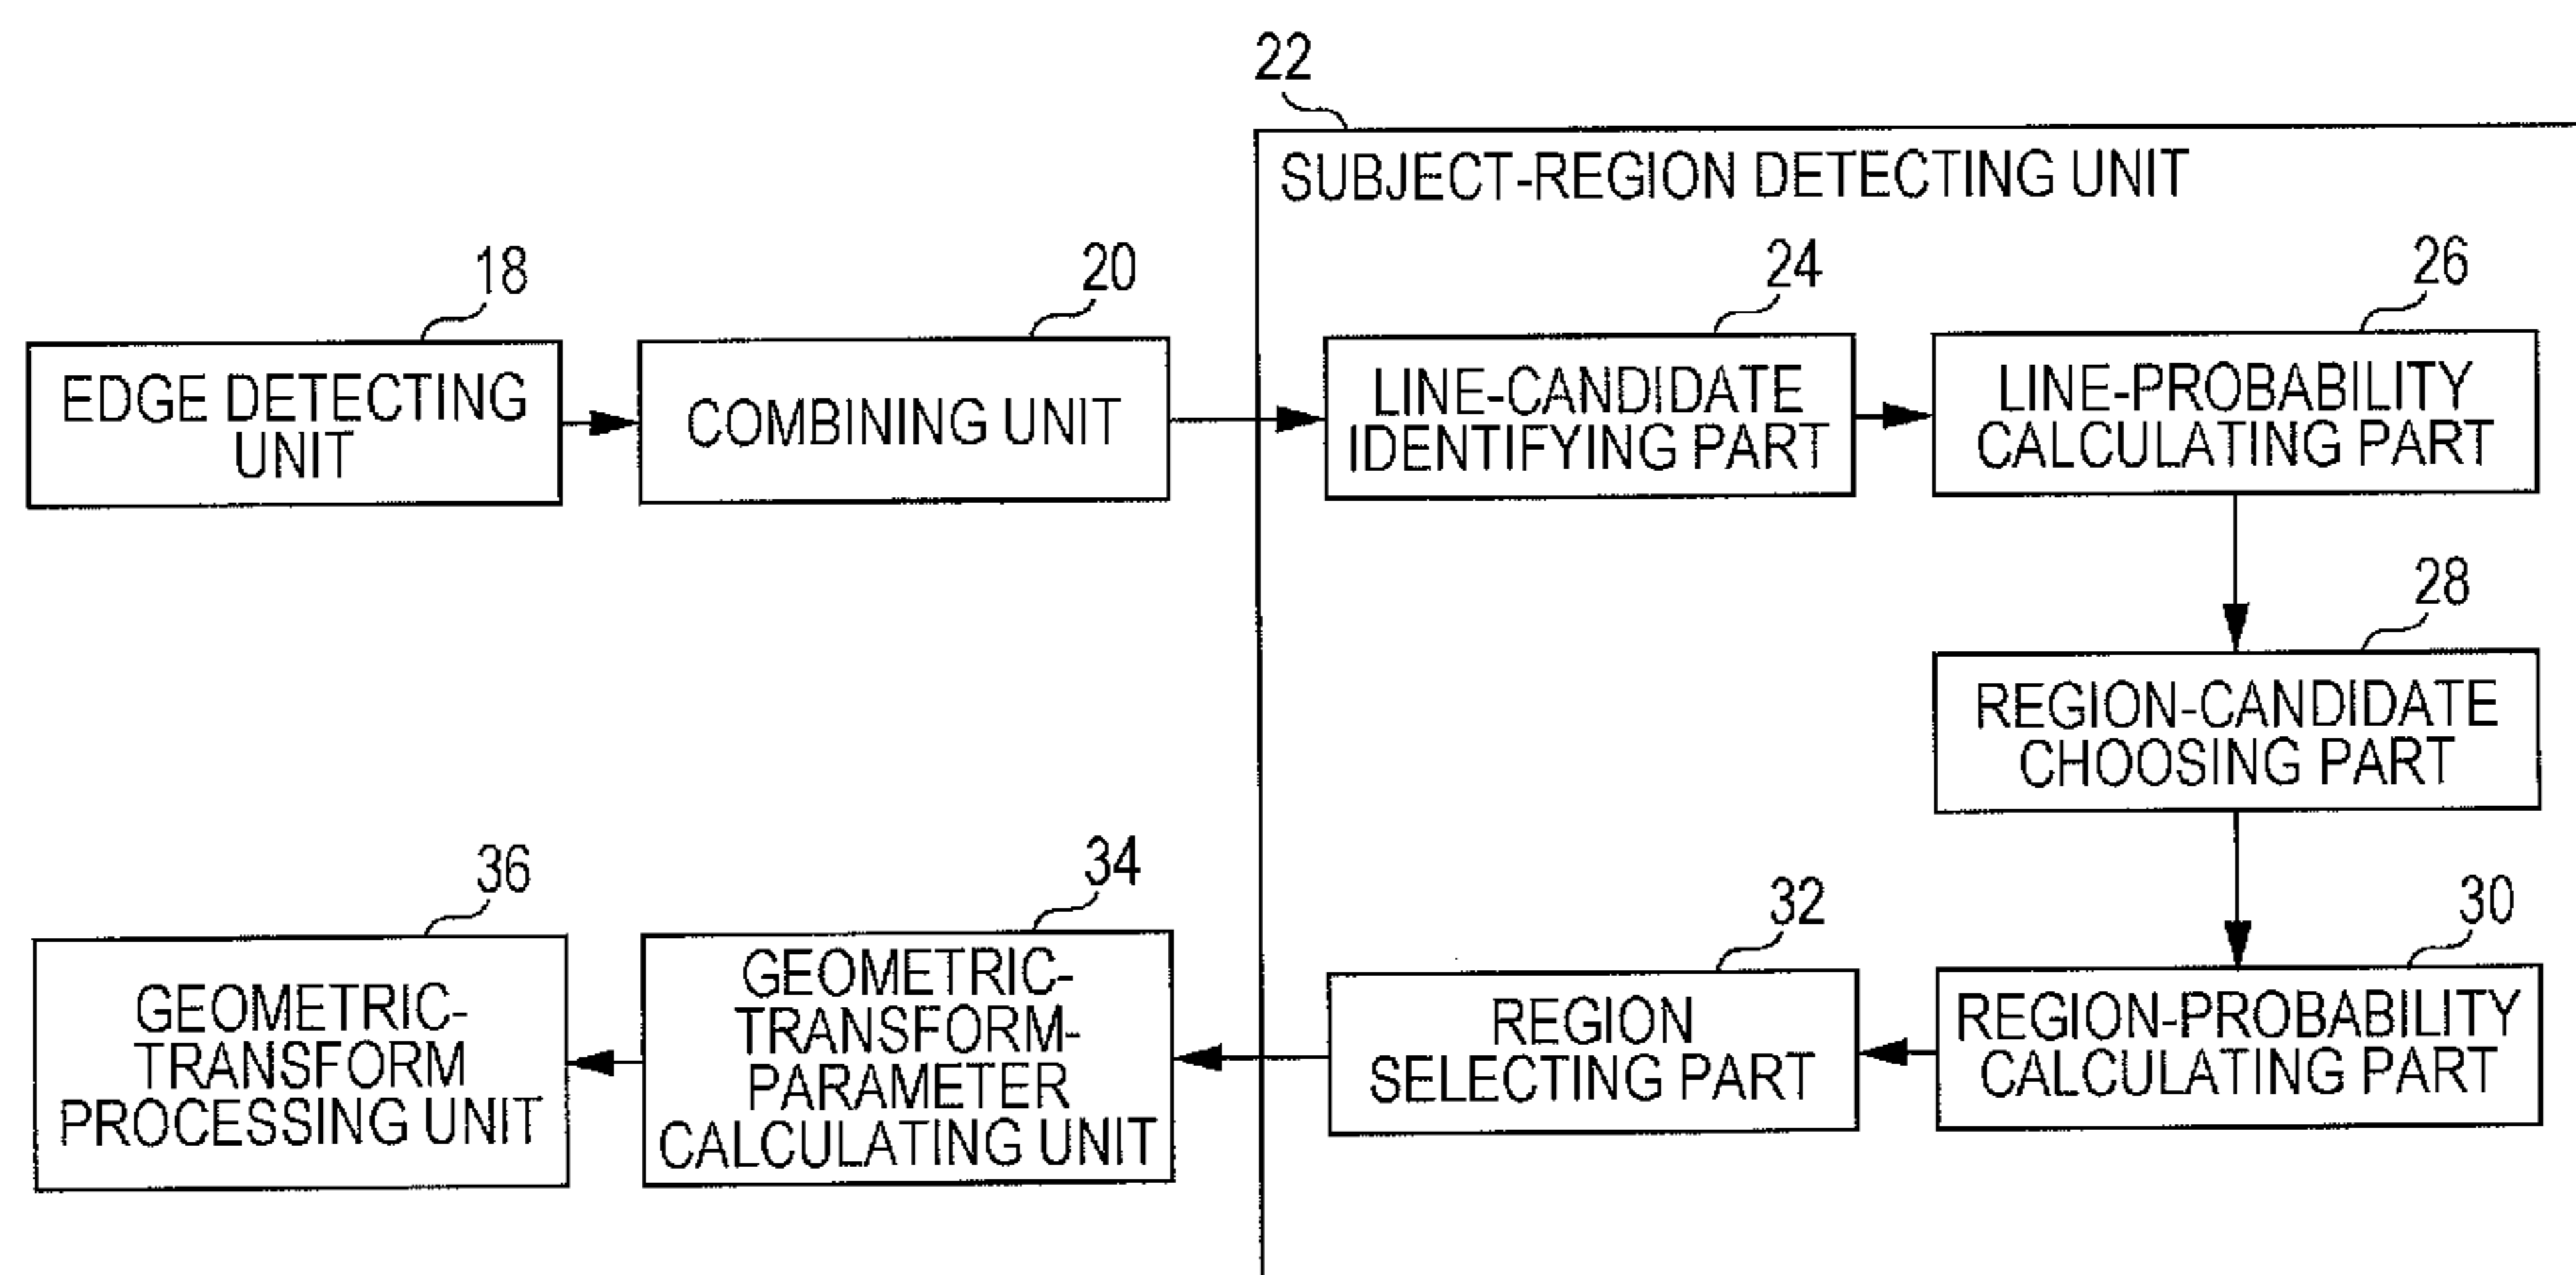 22
SUBJECT-REGION DETECTING UNIT
18
EDGE DETECTING
UNIT
20
COMBINING UNIT
24
LINE-CANDIDATE
IDENTIFYING PART
26
LINE-PROBABILITY
CALCULATING PART
28
REGION-CANDIDATE
CHOOSING PART
30
REGION-PROBABILITY
CALCULATING PART
32
REGION
SELECTING PART
34
GEOMETRIC-
TRANSFORM-
PARAMETER
CALCULATING UNIT
36
GEOMETRIC-
TRANSFORM
PROCESSING UNIT